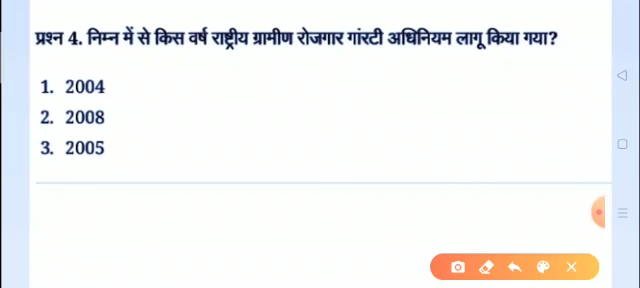 प्रश्न 4. निम्न में से किस वर्ष राष्ट्रीय ग्रामीण रोजगार गांरटी अधिनियम लागू किया गया?
1. 2004
2. 2008
3. 2005